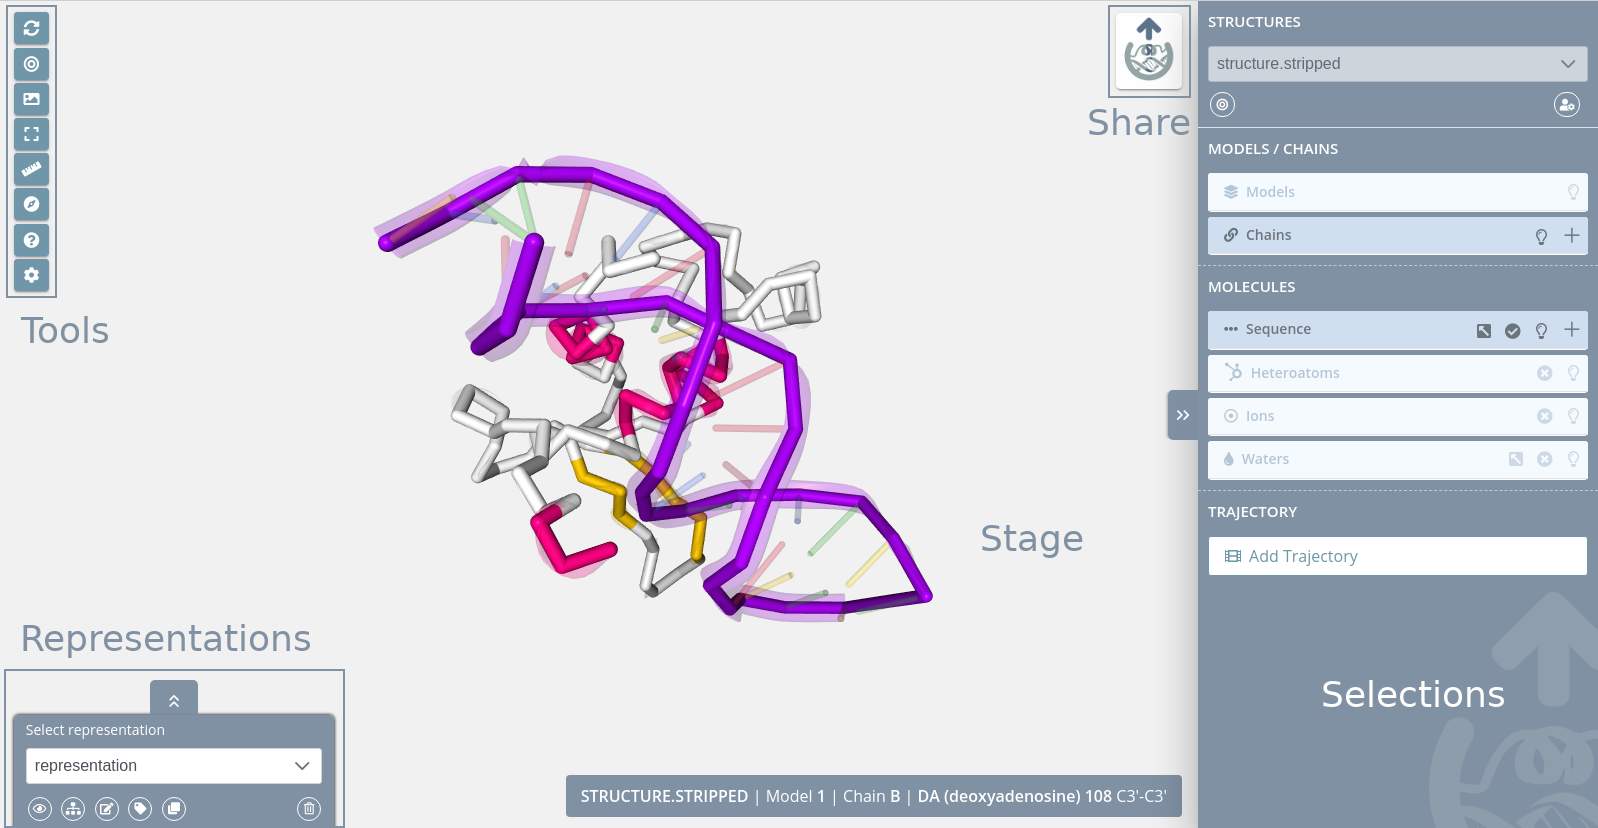 Tools
Share
Stage
Representations
Select representation
representation
STRUCTURE.STRIPPED | Model 1 | Chain B | DA (deoxyadenosine) 108 C3'-C3'
STRUCTURES
structure.stripped
MODELS / CHAINS
Models
Chains
MOLECULES
Sequence
Heteroatoms
Ions
Waters
TRAJECTORY
Add Trajectory
Selections